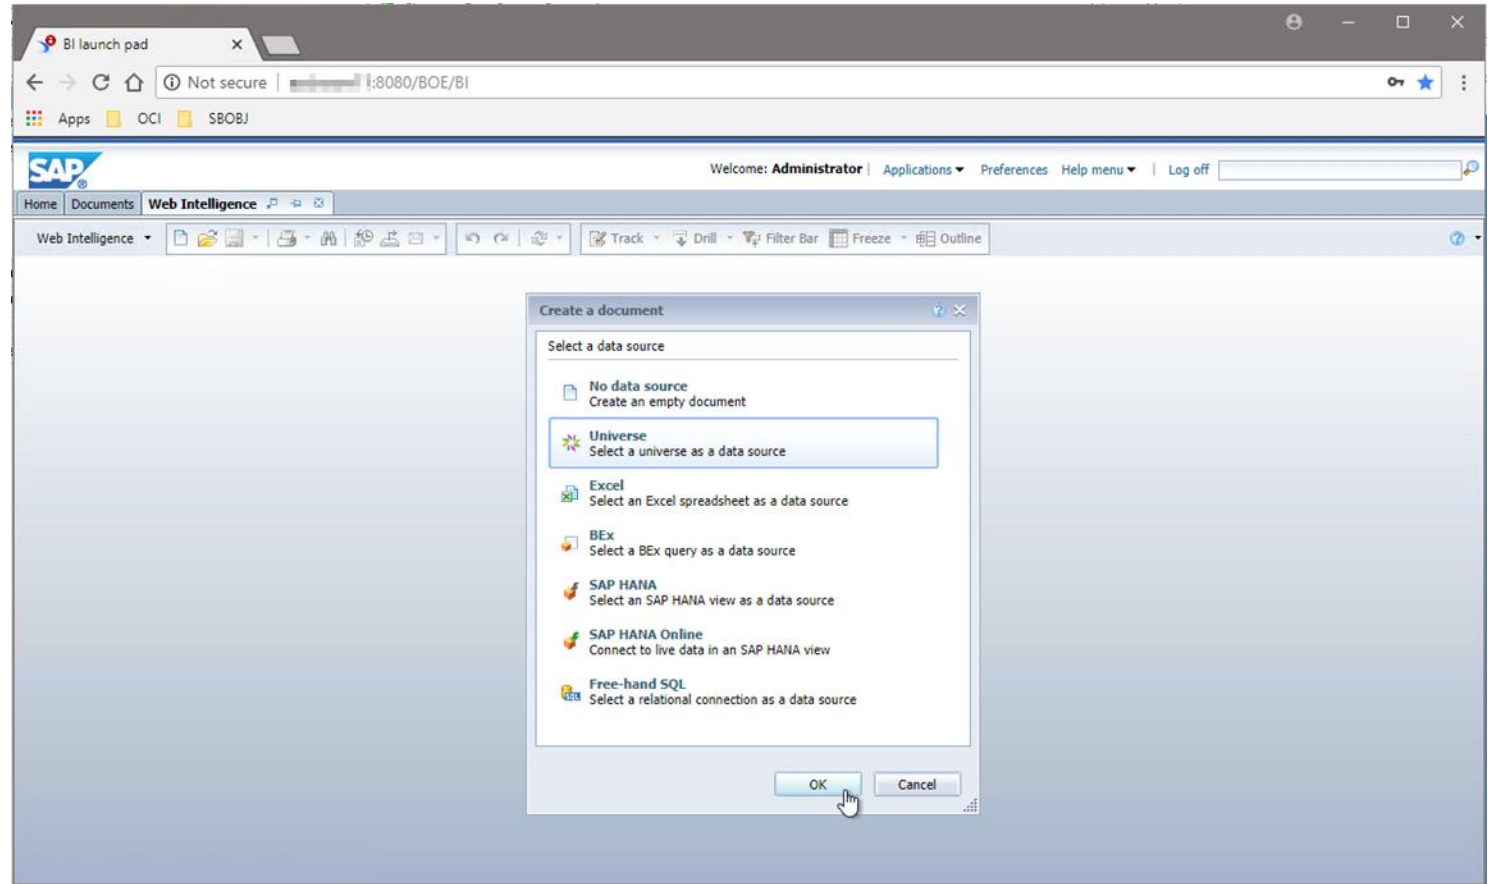 BI launch pad
Not secure | :8080/BOE/BI
Apps OCI SBOBJ
SAP
Welcome: Administrator | Applications Preferences Help menu | Log off
Home Documents Web Intelligence
Web Intelligence Track Drill Filter Bar Freeze Outline
Create a document
Select a data source
No data source
Create an empty document
Universe
Select a universe as a data source
Excel
Select an Excel spreadsheet as a data source
BEx
Select a BEx query as a data source
SAP HANA
Select an SAP HANA view as a data source
SAP HANA Online
Connect to live data in an SAP HANA view
Free-hand SQL
Select a relational connection as a data source
OK Cancel